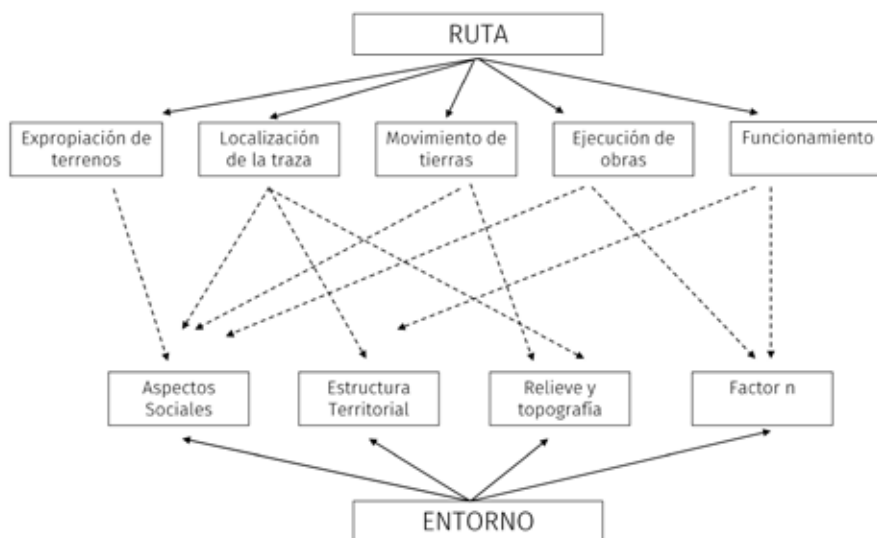 RUTA
Expropiación de
terrenos
Localización
de la traza
Movimiento de
tierras
Ejecución de
obras
Funcionamiento
Aspectos
Sociales
Estructura
Territorial
Relieve y
topografía
Factor n
ENTORNO